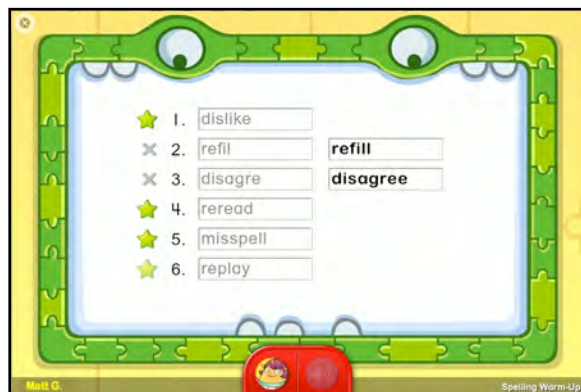 1. dislike
2. refil refill
3. disagre disagree
4. reread
5. misspell
6. replay
Matt G. Spelling Warm-Up